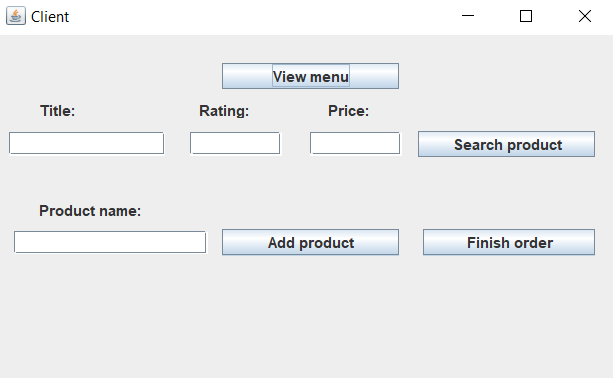 Client
View menu
Title: Rating: Price:
Search product
Product name:
Add product Finish order